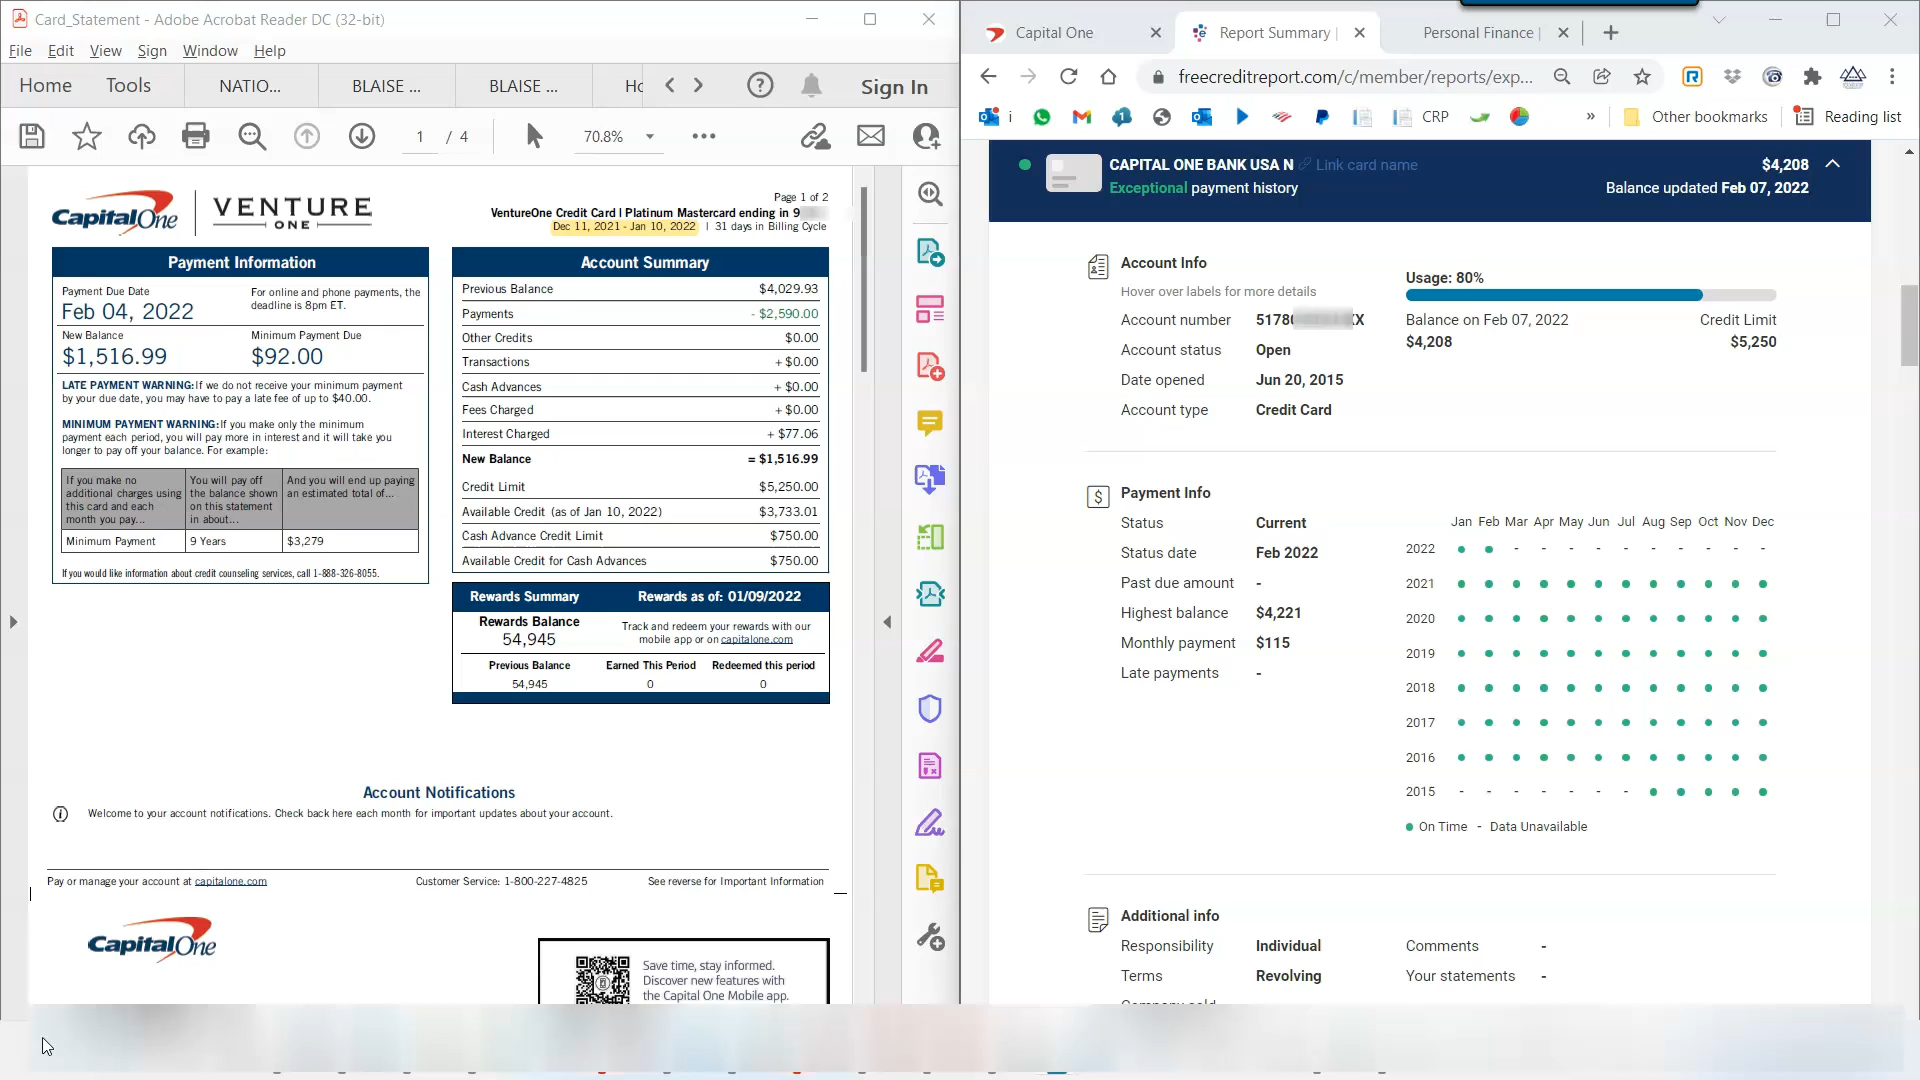 Card_Statement - Adobe Acrobat Reader DC (32-bit)
File Edit View Sign Window Help
Home Tools NATIO... BLAISE ... BLAISE ... Sign In
1 / 4 70.8%
CapitalOne VENTURE ONE
Page 1 of 2
VentureOne Credit Card | Platinum Mastercard ending in 9
Dec 11, 2021 - Jan 10, 2022 | 31 days in Billing Cycle
Payment Information
Payment Due Date
Feb 04, 2022
For online and phone payments, the
deadline is 8pm ET.
New Balance
$1,516.99
Minimum Payment Due
$92.00
LATE PAYMENT WARNING: If we do not receive your minimum payment
by your due date, you may have to pay a late fee of up to $40.00.
MINIMUM PAYMENT WARNING: If you make only the minimum
payment each period, you will pay more in interest and it will take you
longer to pay off your balance. For example:
If you make no
additional charges using
this card and each
month you pay...
You will pay off
the balance shown
on this statement
in about...
And you will end up paying
an estimated total of...
Minimum Payment 9 Years $3,279
If you would like information about credit counseling services, call 1-888-326-8055.
Account Summary
Previous Balance $4,029.93
Payments - $2,590.00
Other Credits $0.00
Transactions + $0.00
Cash Advances + $0.00
Fees Charged + $0.00
Interest Charged + $77.06
New Balance = $1,516.99
Credit Limit $5,250.00
Available Credit (as of Jan 10, 2022) $3,733.01
Cash Advance Credit Limit $750.00
Available Credit for Cash Advances $750.00
Rewards Summary Rewards as of: 01/09/2022
Rewards Balance
54,945
Track and redeem your rewards with our
mobile app or on capitalone.com
Previous Balance Earned This Period Redeemed this period
54,945 0 0
Account Notifications
Welcome to your account notifications. Check back here each month for important updates about your account.
Pay or manage your account at capitalone.com Customer Service: 1-800-227-4825 See reverse for Important Information
CapitalOne
Save time, stay informed.
Discover new features with
the Capital One Mobile app.
Capital One Report Summary | Personal Finance |
freecreditreport.com/c/member/reports/exp...
i CRP » Other bookmarks Reading list
CAPITAL ONE BANK USA N Link card name $4,208
Exceptional payment history Balance updated Feb 07, 2022
Account Info
Hover over labels for more details
Account number 5178 X
Account status Open
Date opened Jun 20, 2015
Account type Credit Card
Usage: 80%
Balance on Feb 07, 2022 Credit Limit
$4,208 $5,250
Payment Info
Status Current
Status date Feb 2022
Past due amount -
Highest balance $4,221
Monthly payment $115
Late payments -
Jan Feb Mar Apr May Jun Jul Aug Sep Oct Nov Dec
2022 - - - - - - - - - -
2021
2020
2019
2018
2017
2016
2015 - - - - - - -
On Time - Data Unavailable
Additional info
Responsibility Individual Comments -
Terms Revolving Your statements -